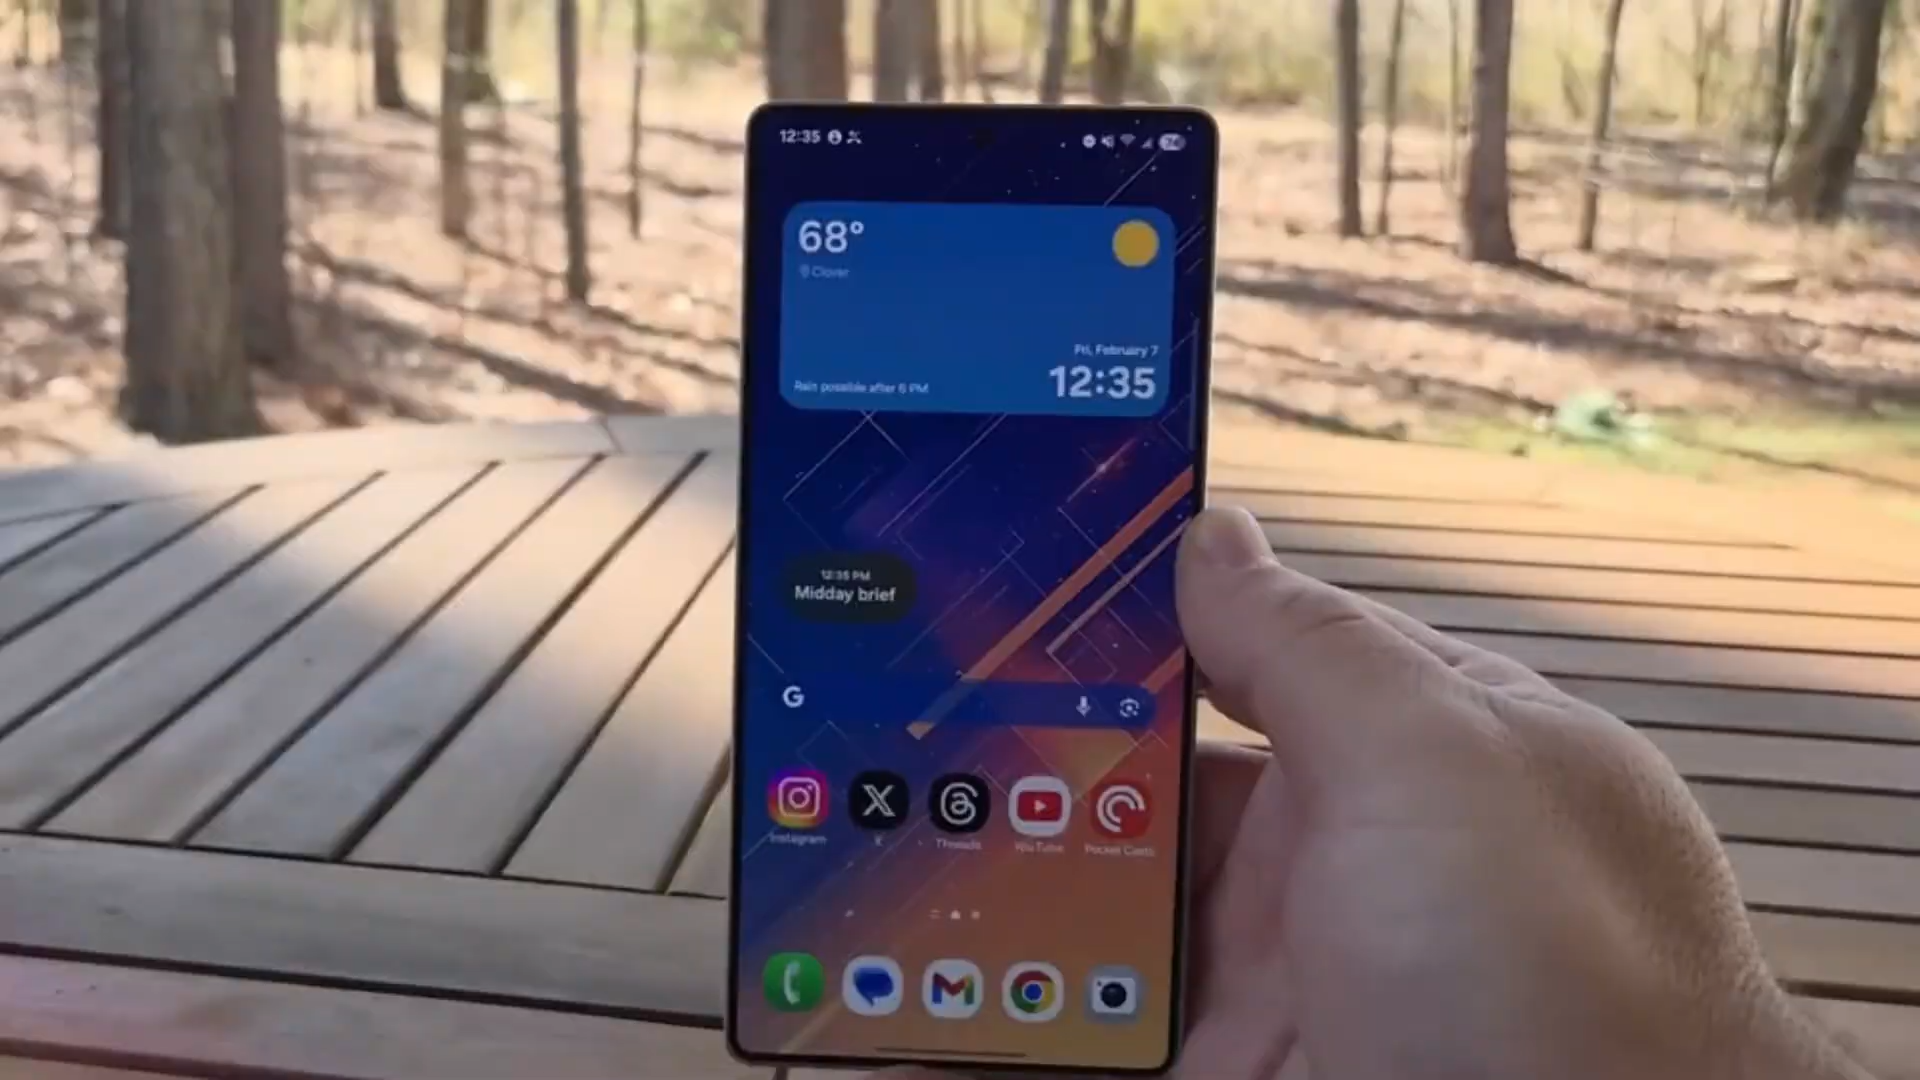 12:35
74
68°
Clover
Fri, February 7
12:35
Rain possible after 6 PM
12:35 PM
Midday brief
G
Instagram
X
Threads
YouTube
Pocket Casts